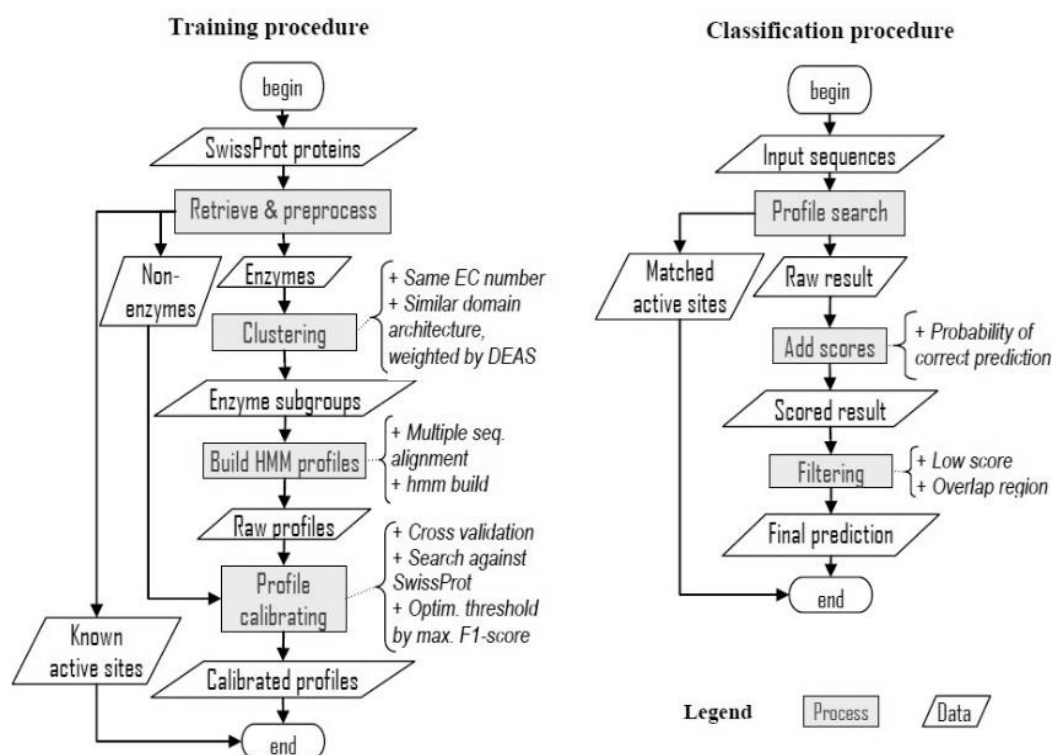 Training procedure
begin
SwissProt proteins
Retrieve & preprocess
Non-
enzymes
Enzymes
Clustering
+ Same EC number
+ Similar domain
architecture,
weighted by DEAS
Enzyme subgroups
Build HMM profiles
+ Multiple seq.
alignment
+ hmm build
Raw profiles
Profile
calibrating
+ Cross validation
+ Search against
SwissProt
+ Optim. threshold
by max. F1-score
Known
active sites
Calibrated profiles
end
Classification procedure
begin
Input sequences
Profile search
Matched
active sites
Raw result
Add scores
+ Probability of
correct prediction
Scored result
Filtering
+ Low score
+ Overlap region
Final prediction
end
Legend
Process
Data